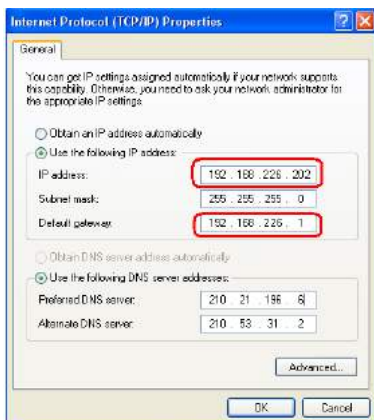 Internet Protocol (TCP/IP) Properties
General
You can get IP settings assigned automatically if your network supports
this capability. Otherwise, you need to ask your network administrator for
the appropriate IP settings.
Obtain an IP address automatically
Use the following IP address:
IP address: 192 . 168 . 226 . 202
Subnet mask: 255 . 255 . 255 . 0
Default gateway: 192 . 168 . 226 . 1
Obtain DNS server address automatically
Use the following DNS server addresses:
Preferred DNS server: 210 . 21 . 196 . 6
Alternate DNS server: 210 . 53 . 31 . 2
Advanced...
OK Cancel